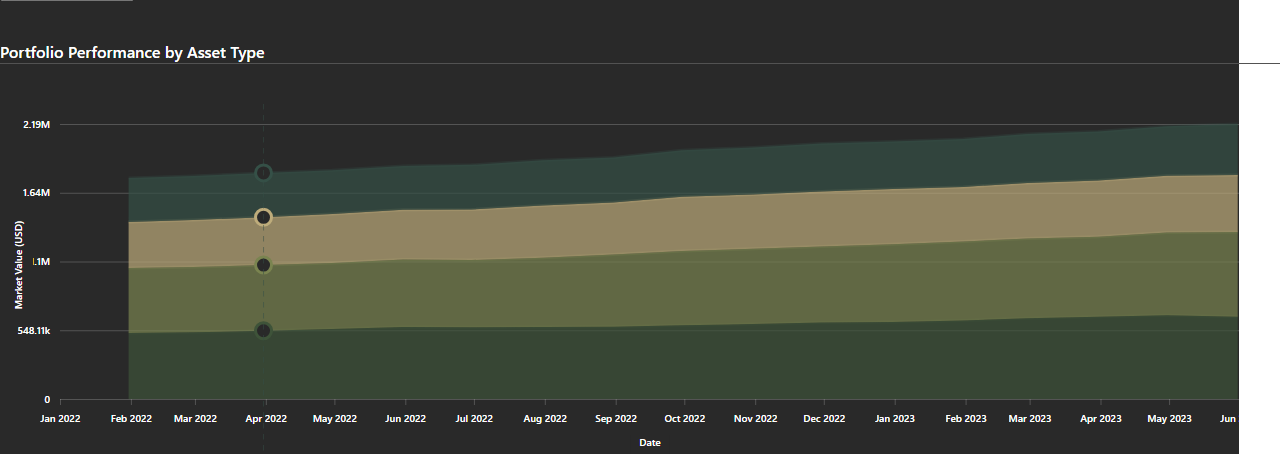 Portfolio Performance by Asset Type
2.19M
1.64M
1.1M
548.11k
0
Market Value (USD)
Jan 2022 Feb 2022 Mar 2022 Apr 2022 May 2022 Jun 2022 Jul 2022 Aug 2022 Sep 2022 Oct 2022 Nov 2022 Dec 2022 Jan 2023 Feb 2023 Mar 2023 Apr 2023 May 2023 Jun
Date